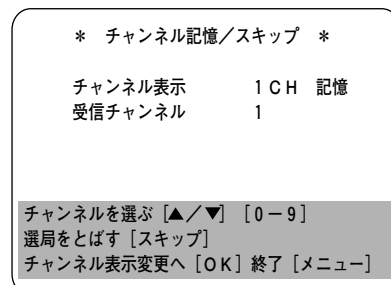 ＊ チャンネル記憶／スキップ ＊
チャンネル表示 １ＣＨ 記憶
受信チャンネル １
チャンネルを選ぶ［▲／▼］［０－９］
選局をとばす［スキップ］
チャンネル表示変更へ［ＯＫ］終了［メニュー］